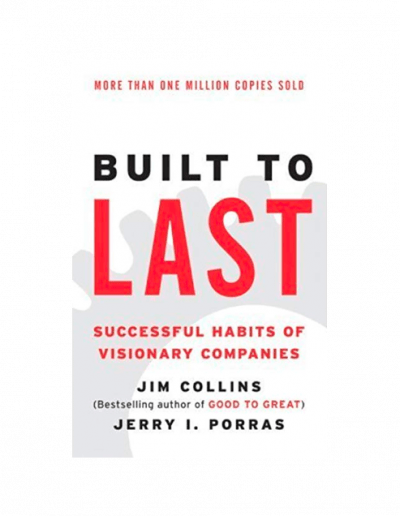 MORE THAN ONE MILLION COPIES SOLD
BUILT TO
LAST
SUCCESSFUL HABITS OF
VISIONARY COMPANIES
JIM COLLINS
(Bestselling author of GOOD TO GREAT)
JERRY I. PORRAS